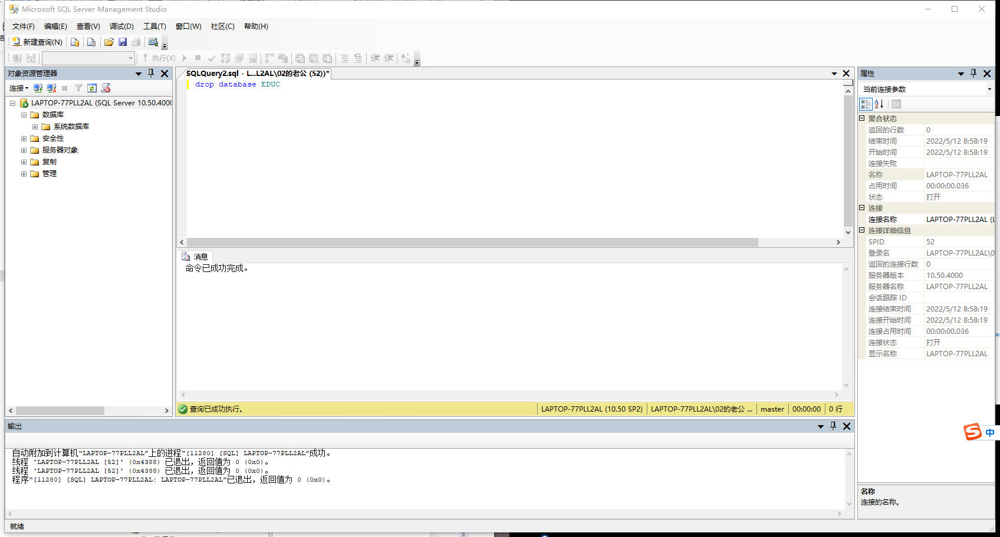 Microsoft SQL Server Management Studio
文件(F) 编辑(E) 查看(V) 调试(D) 工具(T) 窗口(W) 社区(C) 帮助(H)
新建查询(N)
执行(X)
对象资源管理器
连接
LAPTOP-77PLL2AL (SQL Server 10.50.4000
数据库
系统数据库
安全性
服务器对象
复制
管理
SQLQuery2.sql - L...L2AL\02的老公 (52))*
drop database EDUC
消息
命令已成功完成。
查询已成功执行。 LAPTOP-77PLL2AL (10.50 SP2) LAPTOP-77PLL2AL\02的老公 ... master 00:00:00 0 行
属性
当前连接参数
聚合状态
返回的行数 0
结束时间 2022/5/12 8:58:19
开始时间 2022/5/12 8:58:19
连接失败
名称 LAPTOP-77PLL2AL
占用时间 00:00:00.036
状态 打开
连接
连接名称 LAPTOP-77PLL2AL (L
连接详细信息
SPID 52
登录名 LAPTOP-77PLL2AL\0
返回的连接行数 0
服务器版本 10.50.4000
服务器名称 LAPTOP-77PLL2AL
会话跟踪 ID
连接结束时间 2022/5/12 8:58:19
连接开始时间 2022/5/12 8:58:19
连接占用时间 00:00:00.036
连接状态 打开
显示名称 LAPTOP-77PLL2AL
名称
连接的名称。
输出
自动附加到计算机“LAPTOP-77PLL2AL”上的进程“[11280] [SQL] LAPTOP-77PLL2AL”成功。
线程 'LAPTOP-77PLL2AL [52]' (0x4388) 已退出，返回值为 0 (0x0)。
线程 'LAPTOP-77PLL2AL [52]' (0x4388) 已退出，返回值为 0 (0x0)。
程序“[11280] [SQL] LAPTOP-77PLL2AL: LAPTOP-77PLL2AL”已退出，返回值为 0 (0x0)。
就绪
中